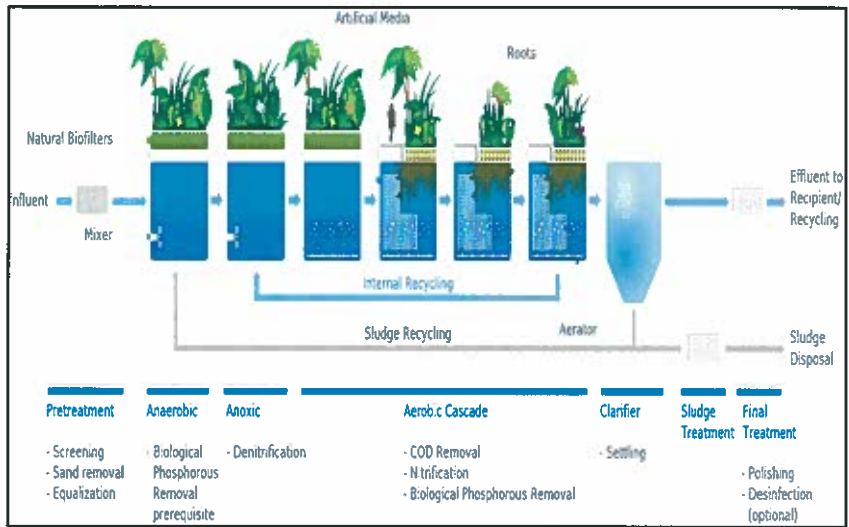 Artificial Media
Roots
Natural Biofilters
Influent
Mixer
Effluent to
Recipient/
Recycling
Internal Recycling
Sludge Recycling
Aerator
Sludge
Disposal
Pretreatment
- Screening
- Sand removal
- Equalization
Anaerobic
- Biological
Phosphorous
Removal
prerequisite
Anoxic
- Denitrification
Aerobic Cascade
- COD Removal
- Nitrification
- Biological Phosphorous Removal
Clarifier
- Settling
Sludge
Treatment
Final
Treatment
- Polishing
- Desinfection
(optional)